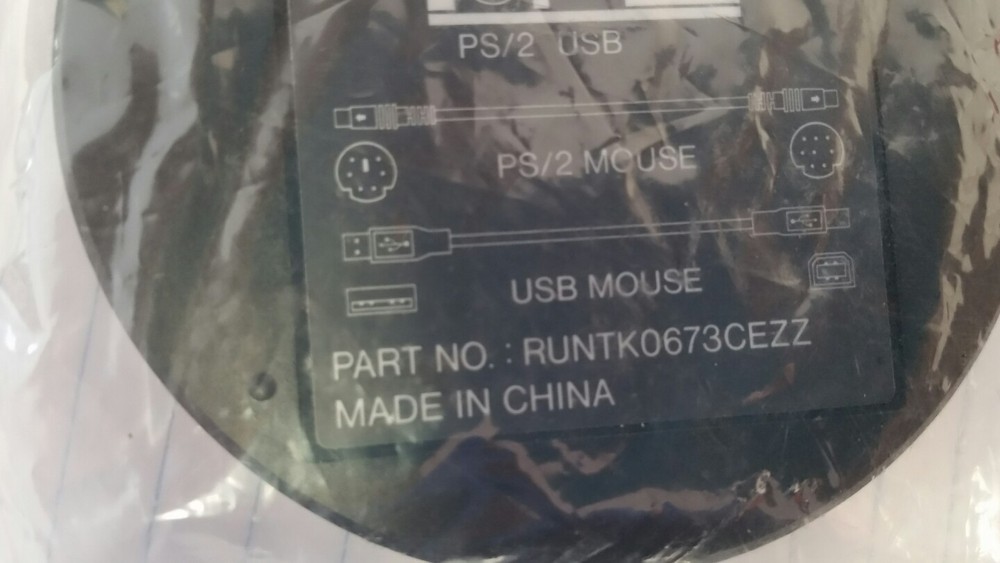 PS/2 USB
PS/2 MOUSE
USB MOUSE
PART NO. : RUNTK0673CEZZ
MADE IN CHINA